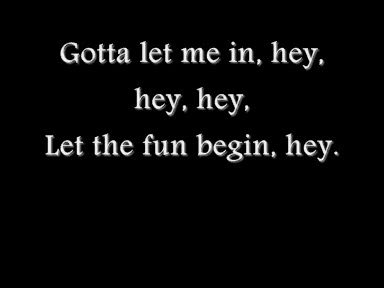 Gotta let me in, hey,
hey, hey,
Let the fun begin, hey.